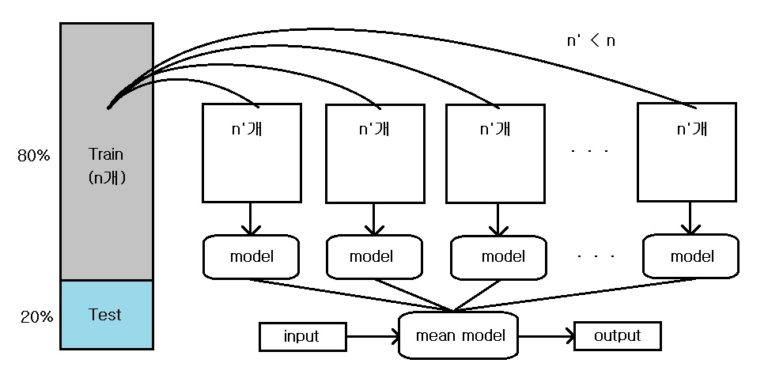 n' < n
n'개
n'개
n'개
n'개
80%
Train
(n개)
. . .
model
model
model
. . .
model
20%
Test
input
mean model
output